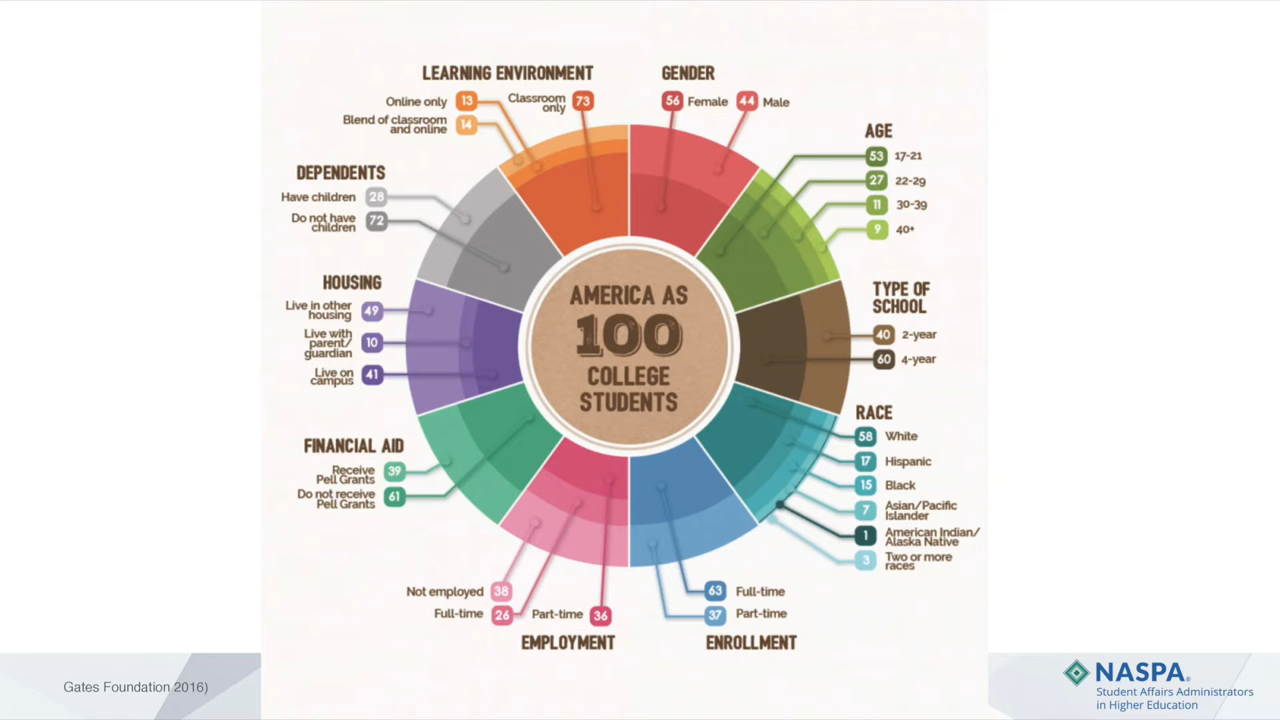 LEARNING ENVIRONMENT
Online only 13
Classroom
only 73
Blend of classroom
and online 14
GENDER
56 Female 44 Male
AGE
53 17-21
27 22-29
11 30-39
9 40+
DEPENDENTS
Have children 28
Do not have
children 72
HOUSING
Live in other
housing 49
Live with
parent/
guardian 10
Live on
campus 41
AMERICA AS
100
COLLEGE
STUDENTS
TYPE OF
SCHOOL
40 2-year
60 4-year
RACE
58 White
17 Hispanic
15 Black
7 Asian/Pacific
Islander
1 American Indian/
Alaska Native
3 Two or more
races
FINANCIAL AID
Receive
Pell Grants 39
Do not receive
Pell Grants 61
Not employed 38
Full-time 26 Part-time 36
EMPLOYMENT
63 Full-time
37 Part-time
ENROLLMENT
Gates Foundation 2016)
NASPA®
Student Affairs Administrators
in Higher Education